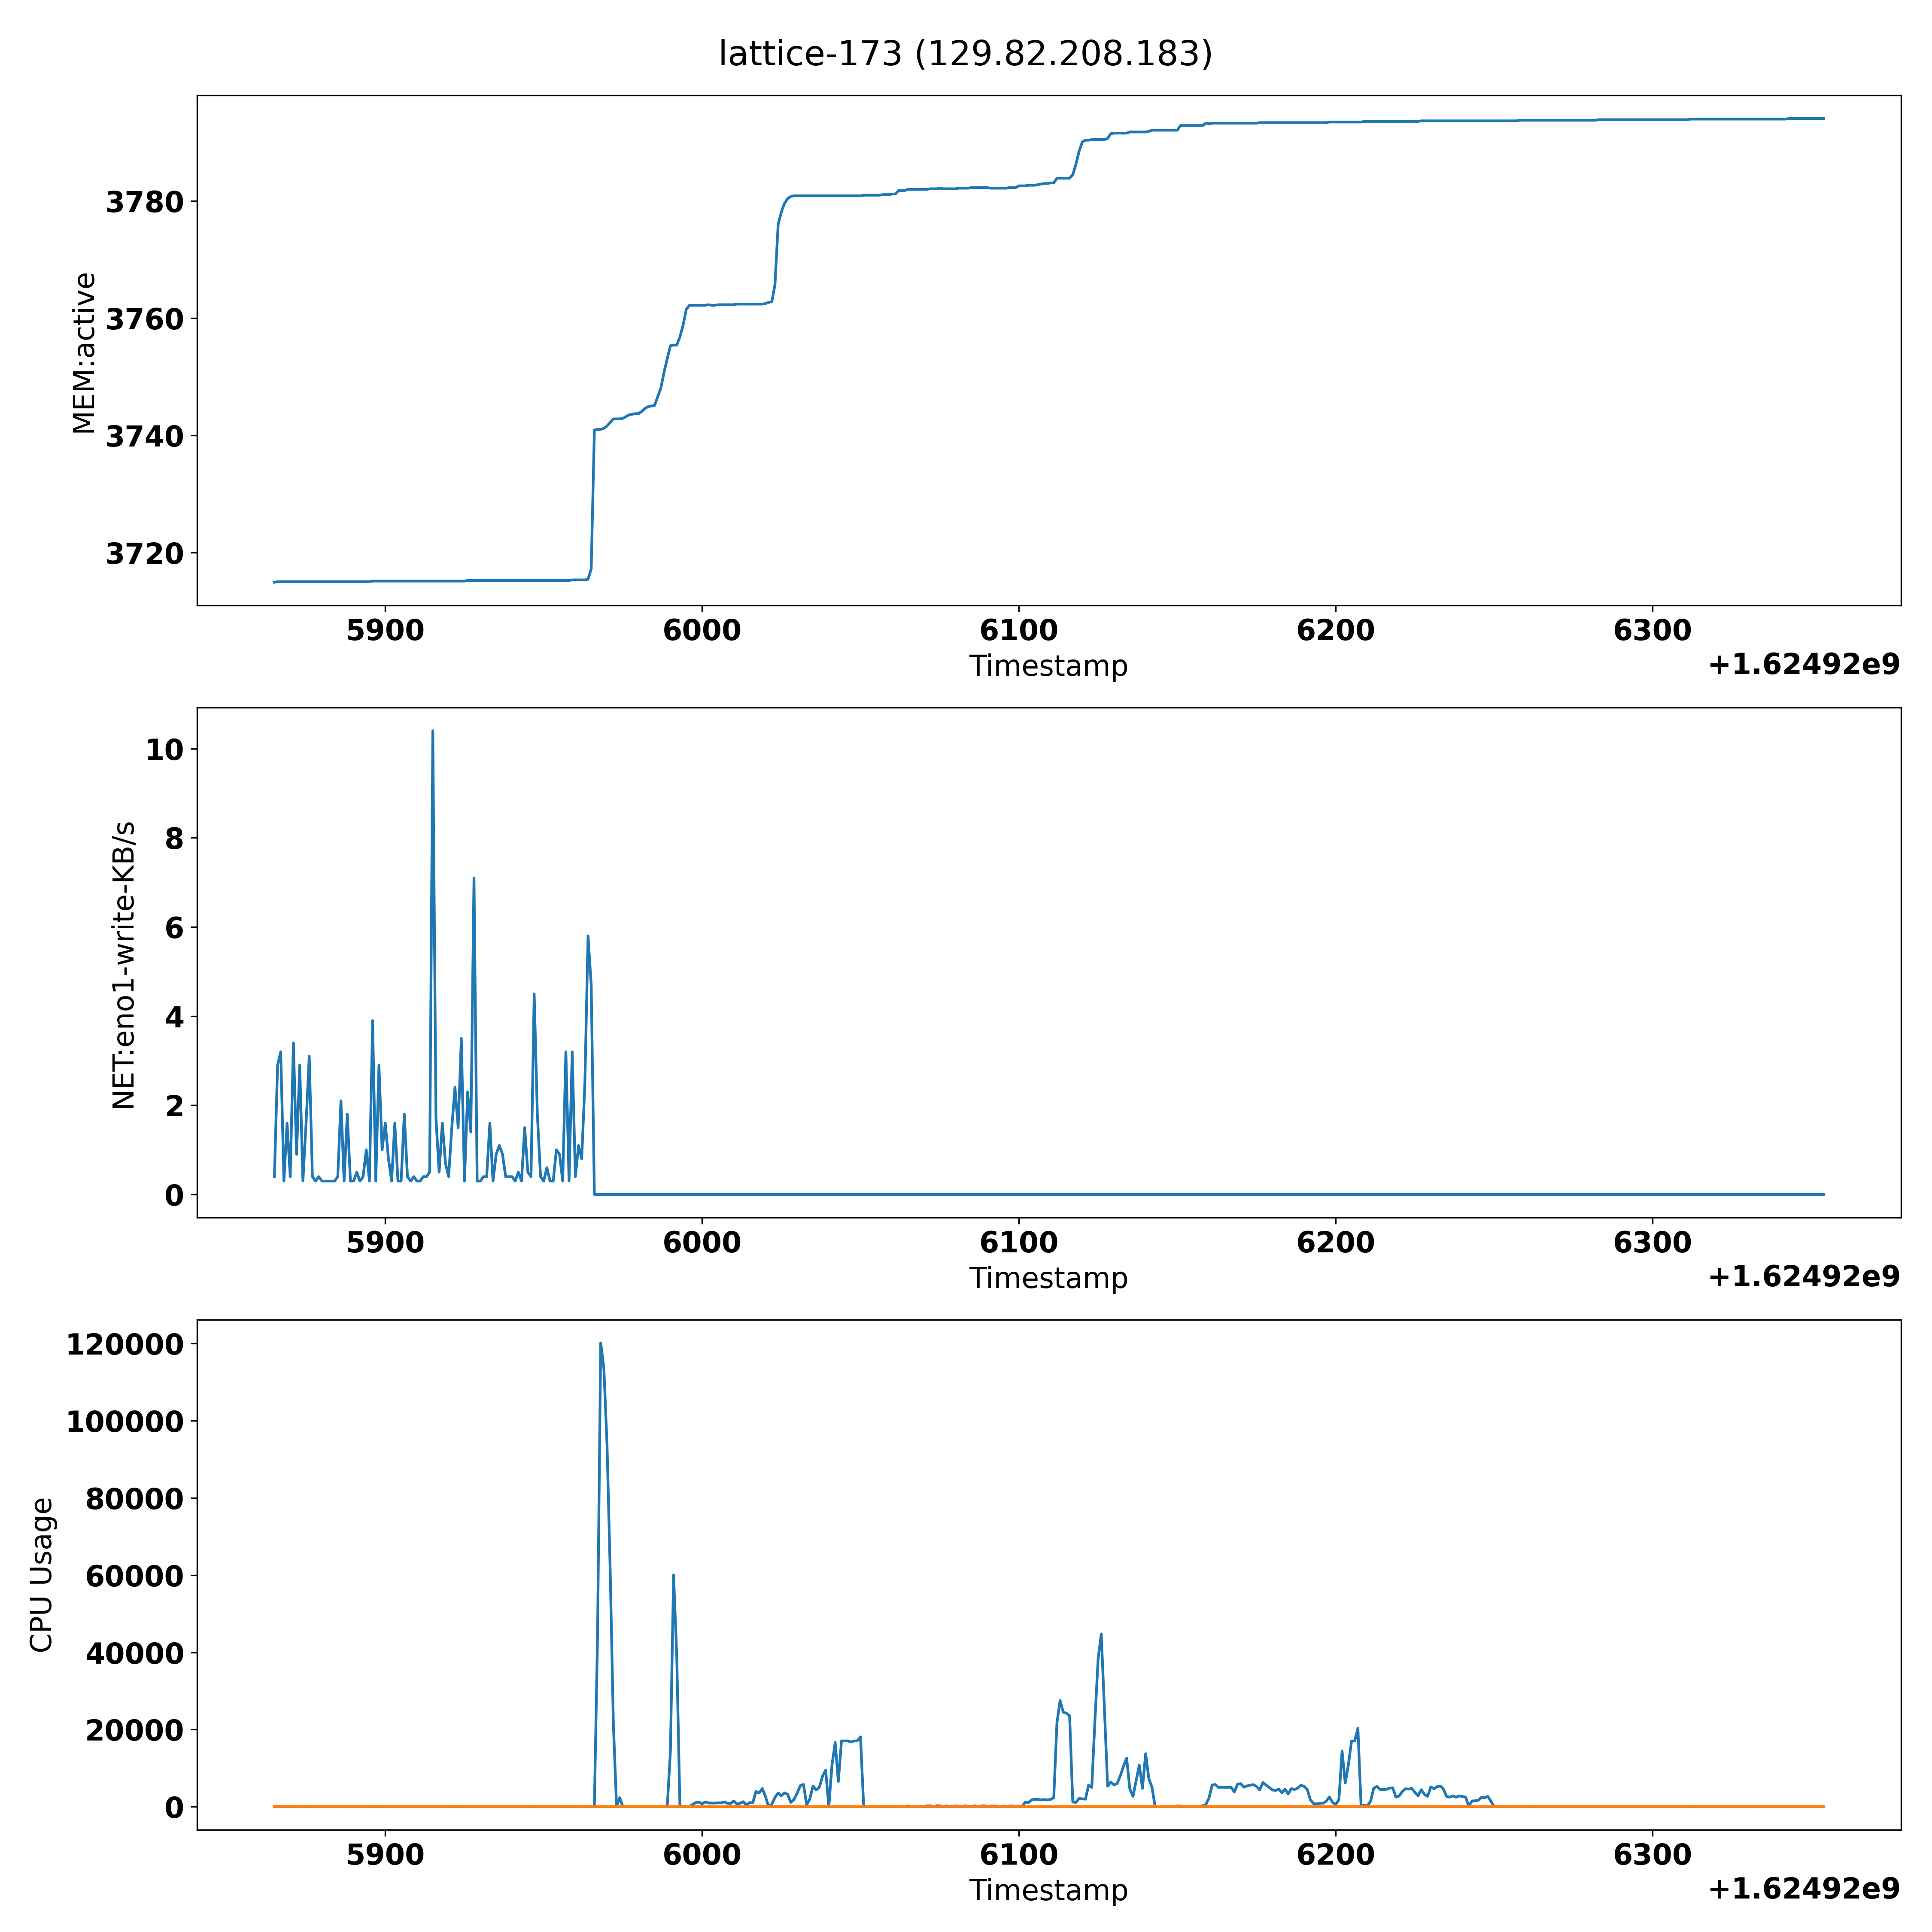 lattice-173 (129.82.208.183)
3780
3760
3740
3720
MEM:active
5900 6000 6100 6200 6300
Timestamp
+1.62492e9
10
8
6
4
2
0
NET:eno1-write-KB/s
5900 6000 6100 6200 6300
Timestamp
+1.62492e9
120000
100000
80000
60000
40000
20000
0
CPU Usage
5900 6000 6100 6200 6300
Timestamp
+1.62492e9